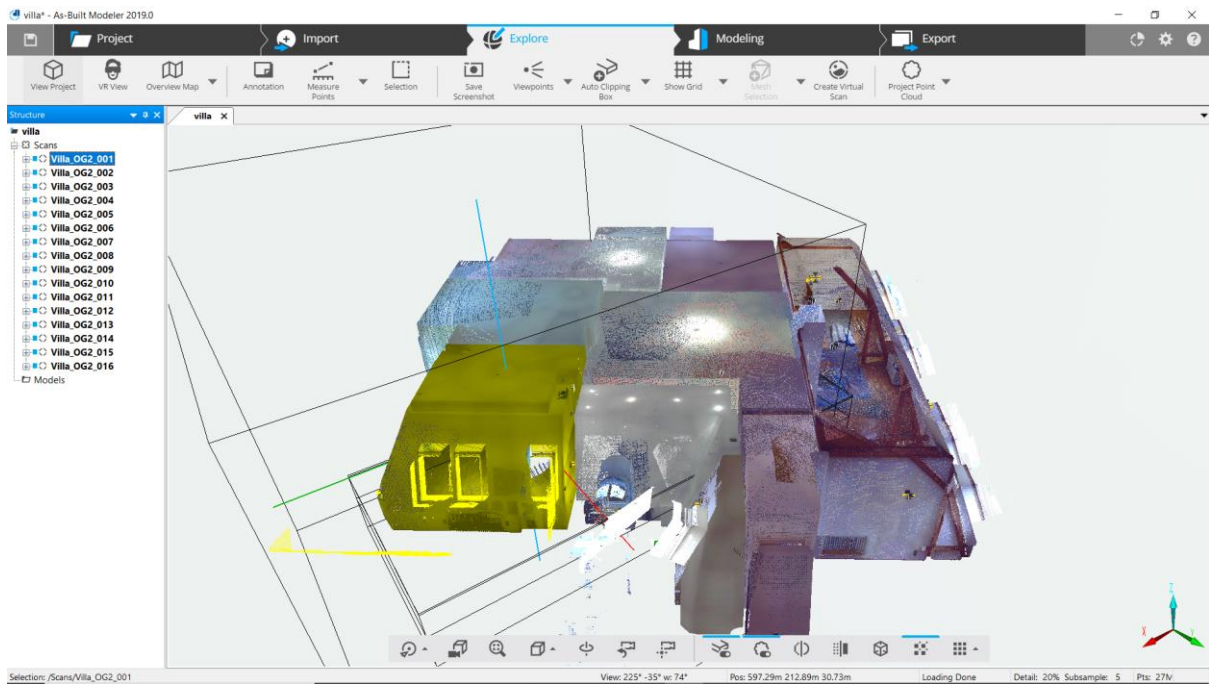 villa* - As-Built Modeler 2019.0
Project
Import
Explore
Modeling
Export
View Project
VR View
Overview Map
Annotation
Measure Points
Selection
Save Screenshot
Viewpoints
Auto Clipping Box
Show Grid
Mesh Selection
Create Virtual Scan
Project Point Cloud
Structure
villa
villa
Scans
Villa_OG2_001
Villa_OG2_002
Villa_OG2_003
Villa_OG2_004
Villa_OG2_005
Villa_OG2_006
Villa_OG2_007
Villa_OG2_008
Villa_OG2_009
Villa_OG2_010
Villa_OG2_011
Villa_OG2_012
Villa_OG2_013
Villa_OG2_014
Villa_OG2_015
Villa_OG2_016
Models
Z
X
Y
Selection: /Scans/Villa_OG2_001
View: 225° -35° w: 74°
Pos: 597.29m 212.89m 30.73m
Loading Done
Detail: 20% Subsample: 5
Pts: 27M